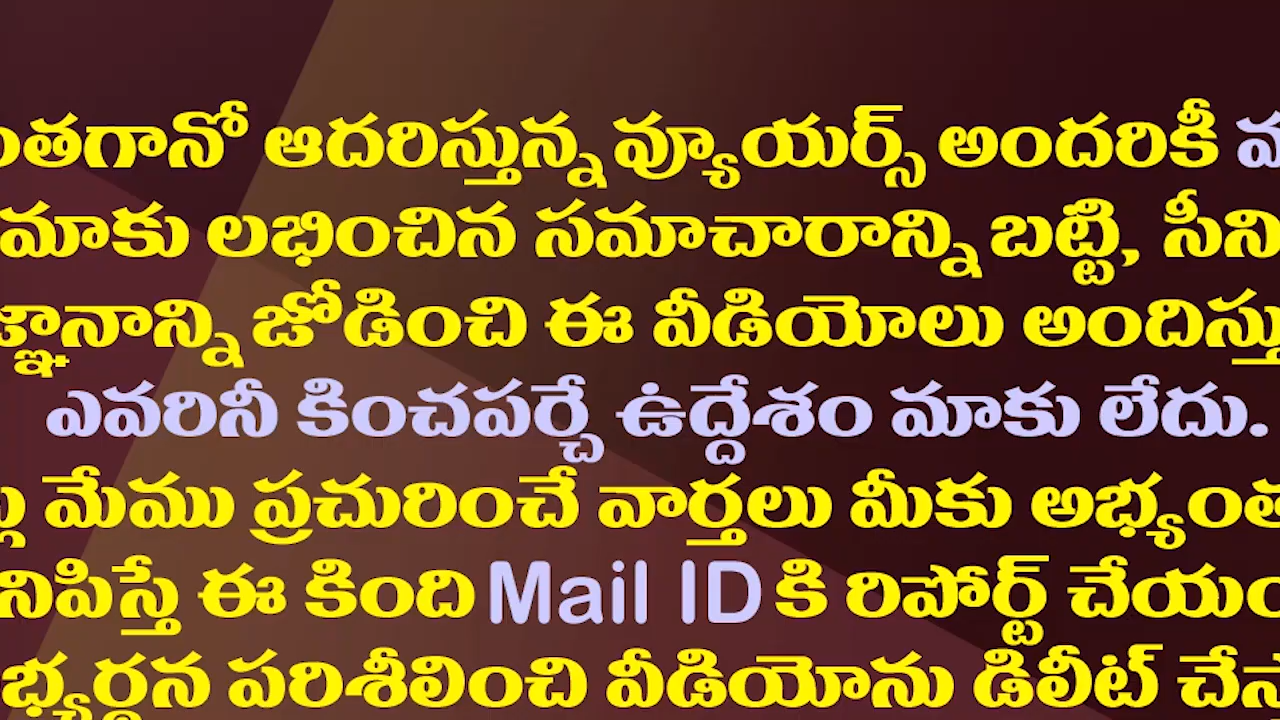 ంతగానో ఆదరిస్తున్న వ్యూయర్స్ అందరికీ
మాకు లభించిన సమాచారాన్ని బట్టి, సీని
జ్ఞానాన్ని జోడించి ఈ వీడియోలు అందిస్తు
ఎవరినీ కించపర్చే ఉద్దేశం మాకు లేదు.
మేము ప్రచురించే వార్తలు మీకు అభ్యంత
నిపిస్తే ఈ కింది Mail ID కి రిపోర్ట్ చేయం
భ్యర్థన పరిశీలించి వీడియోను డిలీట్ చేస